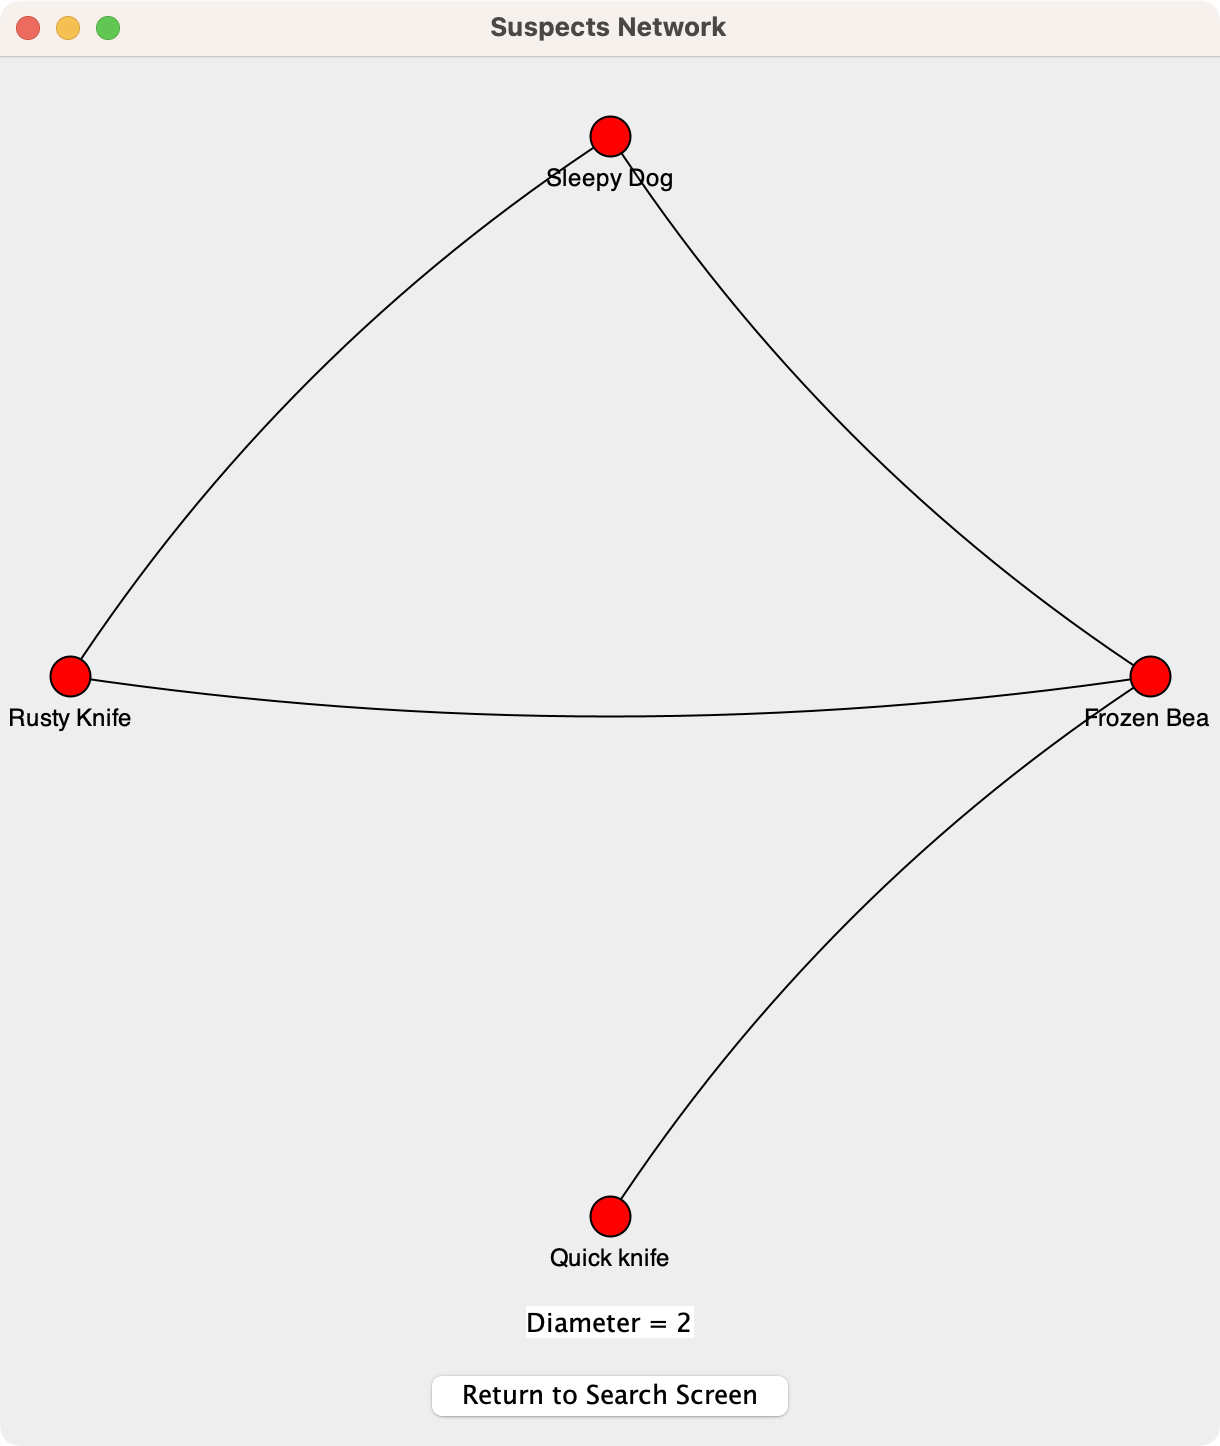 Suspects Network
Sleepy Dog
Rusty Knife
Frozen Bea
Quick knife
Diameter = 2
Return to Search Screen